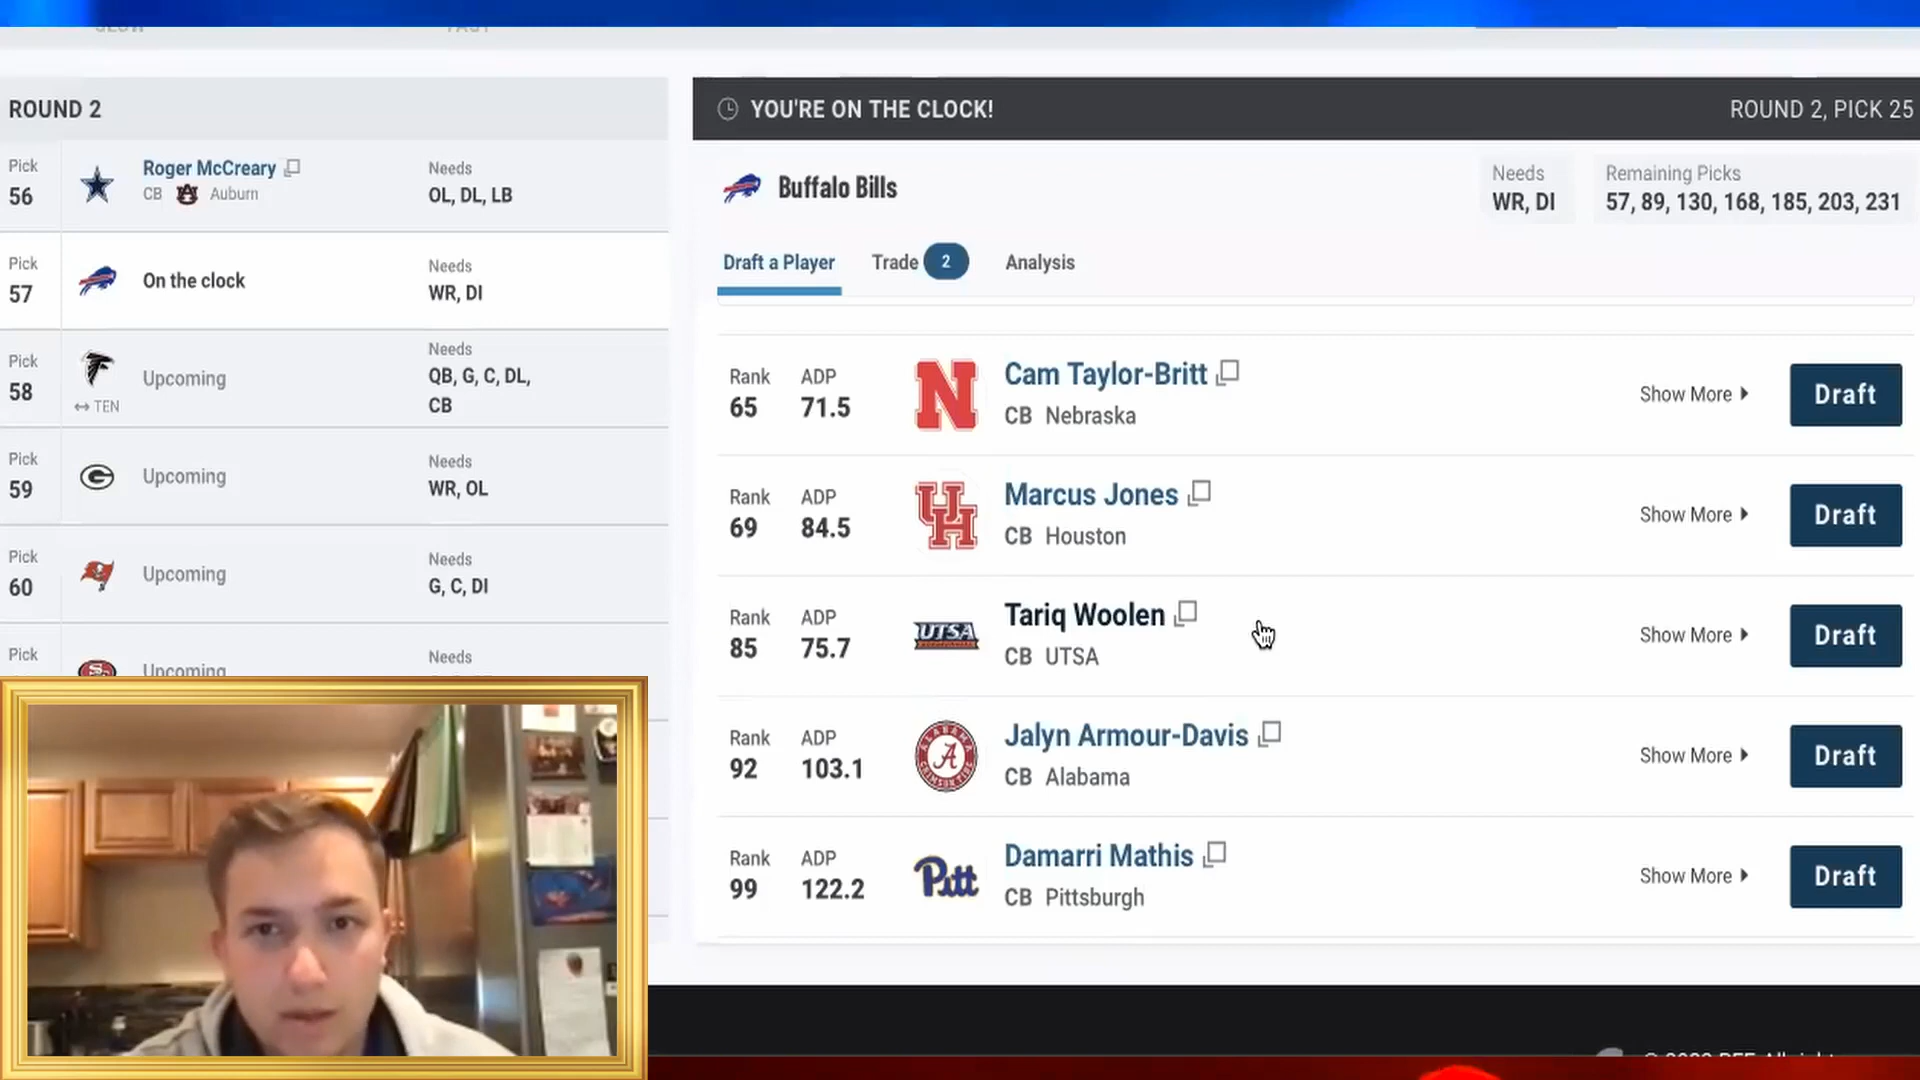 ROUND 2
Pick
56
Roger McCreary
CB Auburn
Needs
OL, DL, LB
Pick
57
On the clock
Needs
WR, DI
Pick
58
TEN
Upcoming
Needs
QB, G, C, DL,
CB
Pick
59
Upcoming
Needs
WR, OL
Pick
60
Upcoming
Needs
G, C, DI
Pick
Upcoming
Needs
YOU'RE ON THE CLOCK!
ROUND 2, PICK 25
Buffalo Bills
Needs
WR, DI
Remaining Picks
57, 89, 130, 168, 185, 203, 231
Draft a Player
Trade 2
Analysis
Rank
65
ADP
71.5
Cam Taylor-Britt
CB Nebraska
Show More
Draft
Rank
69
ADP
84.5
Marcus Jones
CB Houston
Show More
Draft
Rank
85
ADP
75.7
UTSA
Tariq Woolen
CB UTSA
Show More
Draft
Rank
92
ADP
103.1
Jalyn Armour-Davis
CB Alabama
Show More
Draft
Rank
99
ADP
122.2
Pitt
Damarri Mathis
CB Pittsburgh
Show More
Draft